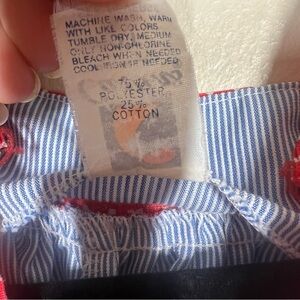 MACHINE WASH, WARM
WITH LIKE COLORS
TUMBLE DRY, MEDIUM
ONLY NON-CHLORINE
BLEACH WHEN NEEDED
COOL IRON IF NEEDED
POLYESTER
25%
COTTON